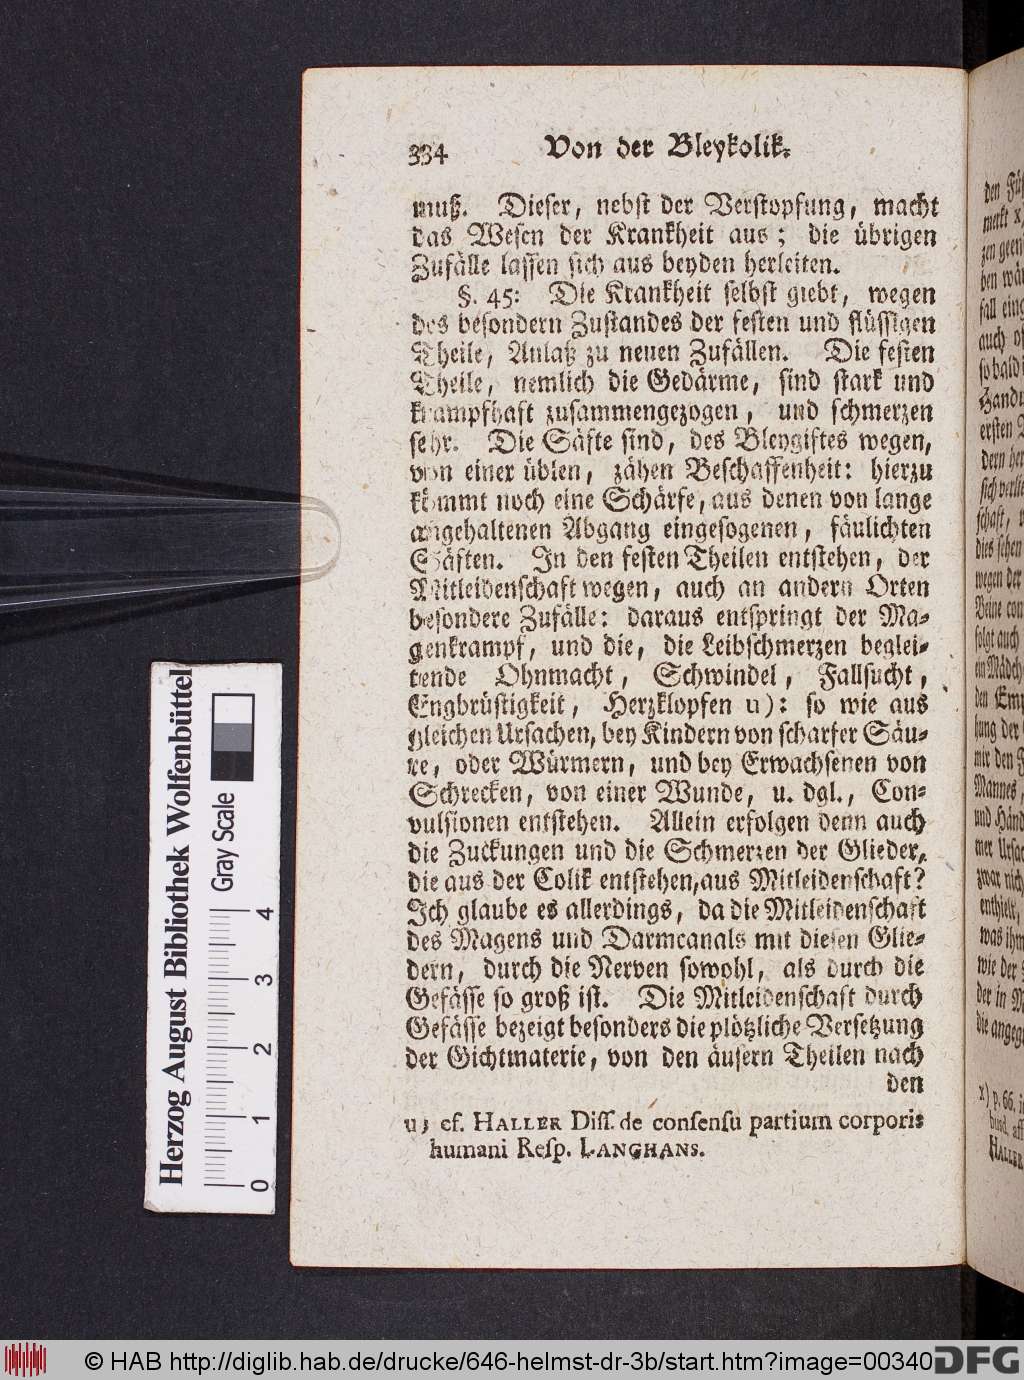 334 Von der Bleykolik.
muß. Dieser, nebst der Verstopfung, macht
das Wesen der Krankheit aus; die übrigen
Zufälle lassen sich aus beyden herleiten.
§. 45: Die Krankheit selbst giebt, wegen
des besondern Zustandes der festen und flüssigen
Theile, Anlaß zu neuen Zufällen. Die festen
Theile, nemlich die Gedärme, sind stark und
krampfhaft zusammengezogen, und schmerzen
sehr. Die Säfte sind, des Bleygiftes wegen,
von einer üblen, zähen Beschaffenheit: hierzu
kömmt noch eine Schärfe, aus denen von lange
angehaltenen Abgang eingesogenen, fäulichten
Säften. In den festen Theilen entstehen, der
Mitleidenschaft wegen, auch an andern Orten
besondere Zufälle: daraus entspringt der Ma-
genkrampf, und die, die Leibschmerzen beglei-
tende Ohnmacht, Schwindel, Fallsucht,
Engbrüstigkeit, Herzklopfen u): so wie aus
gleichen Ursachen, bey Kindern von scharfer Säu-
re, oder Würmern, und bey Erwachsenen von
Schrecken, von einer Wunde, u. dgl., Con-
vulsionen entstehen. Allein erfolgen denn auch
die Zuckungen und die Schmerzen der Glieder,
die aus der Colik entstehen, aus Mitleidenschaft?
Ich glaube es allerdings, da die Mitleidenschaft
des Magens und Darmcanals mit diesen Glie-
dern, durch die Nerven sowohl, als durch die
Gefässe so groß ist. Die Mitleidenschaft durch
Gefässe bezeigt besonders die plötzliche Versetzung
der Gichtmaterie, von den äusern Theilen nach
den
u) cf. HALLER Diss. de consensu partium corporis
humani Resp. LANGHANS.
Herzog August Bibliothek Wolfenbüttel
Gray Scale
0 1 2 3 4
© HAB http://diglib.hab.de/drucke/646-helmst-dr-3b/start.htm?image=00340
DFG